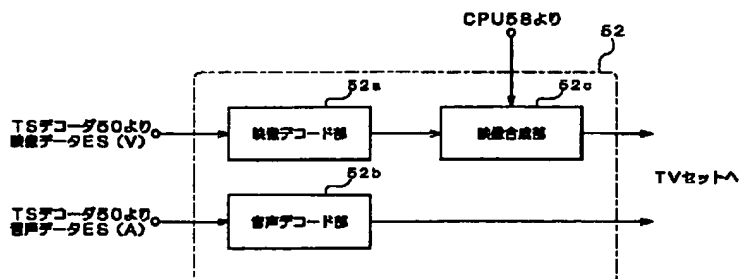 CPU58より
52
52a
52c
TSデコーダ50より
映像データES(V)
映像デコード部
映像合成部
TVセットへ
52b
TSデコーダ50より
音声データES(A)
音声デコード部